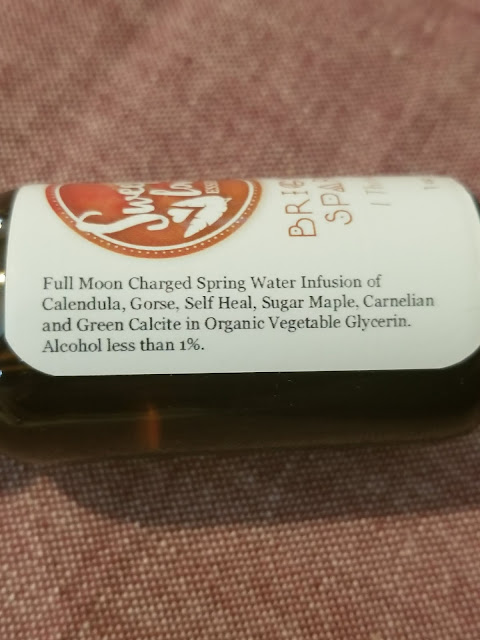 Full Moon Charged Spring Water Infusion of
Calendula, Gorse, Self Heal, Sugar Maple, Carnelian
and Green Calcite in Organic Vegetable Glycerin.
Alcohol less than 1%.